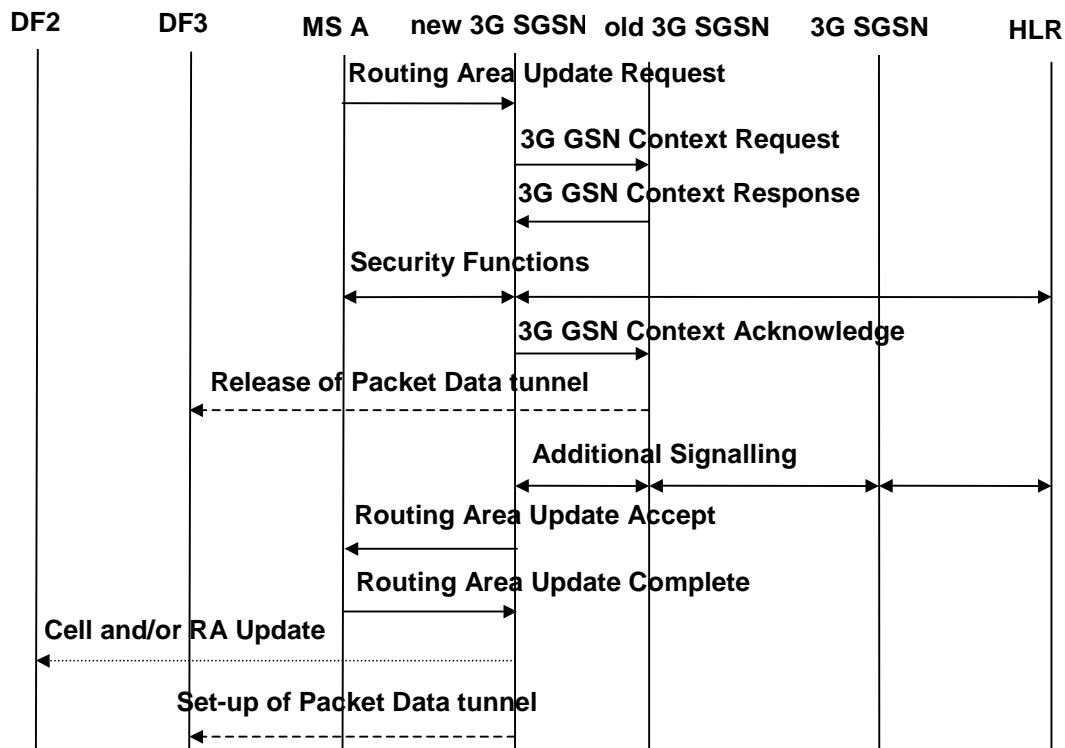 DF2 DF3 MS A new 3G SGSN old 3G SGSN 3G SGSN HLR
Routing Area Update Request
3G GSN Context Request
3G GSN Context Response
Security Functions
3G GSN Context Acknowledge
Release of Packet Data tunnel
Additional Signalling
Routing Area Update Accept
Routing Area Update Complete
Cell and/or RA Update
Set-up of Packet Data tunnel